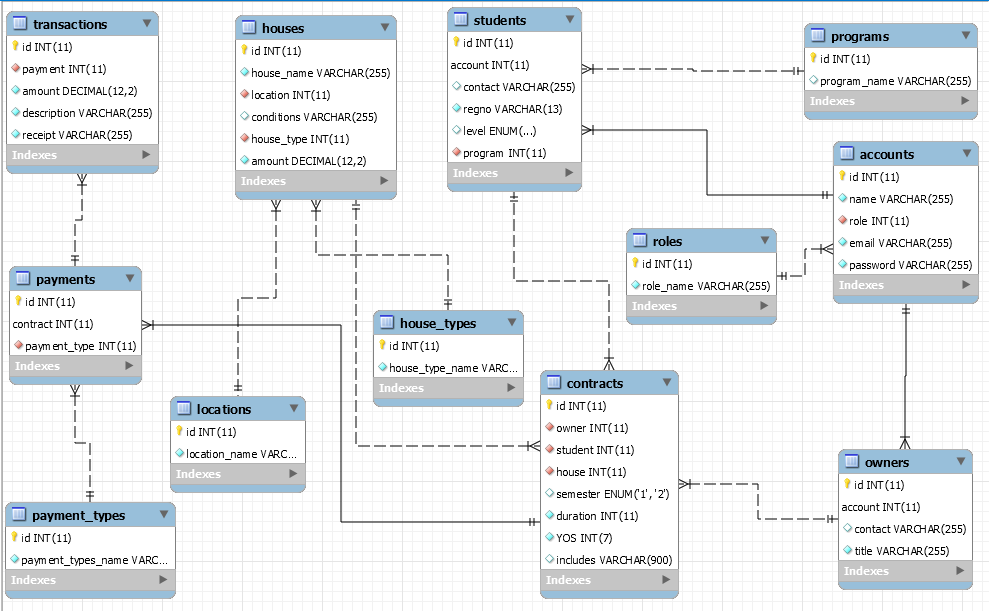 transactions
id INT(11)
payment INT(11)
amount DECIMAL(12,2)
description VARCHAR(255)
receipt VARCHAR(255)
Indexes
houses
id INT(11)
house_name VARCHAR(255)
location INT(11)
conditions VARCHAR(255)
house_type INT(11)
amount DECIMAL(12,2)
Indexes
students
id INT(11)
account INT(11)
contact VARCHAR(255)
regno VARCHAR(13)
level ENUM(...)
program INT(11)
Indexes
programs
id INT(11)
program_name VARCHAR(255)
Indexes
accounts
id INT(11)
name VARCHAR(255)
role INT(11)
email VARCHAR(255)
password VARCHAR(255)
Indexes
roles
id INT(11)
role_name VARCHAR(255)
Indexes
payments
id INT(11)
contract INT(11)
payment_type INT(11)
Indexes
house_types
id INT(11)
house_type_name VARC...
Indexes
locations
id INT(11)
location_name VARC...
Indexes
contracts
id INT(11)
owner INT(11)
student INT(11)
house INT(11)
semester ENUM('1','2')
duration INT(11)
YOS INT(7)
includes VARCHAR(900)
Indexes
owners
id INT(11)
account INT(11)
contact VARCHAR(255)
title VARCHAR(255)
Indexes
payment_types
id INT(11)
payment_types_name VARC...
Indexes